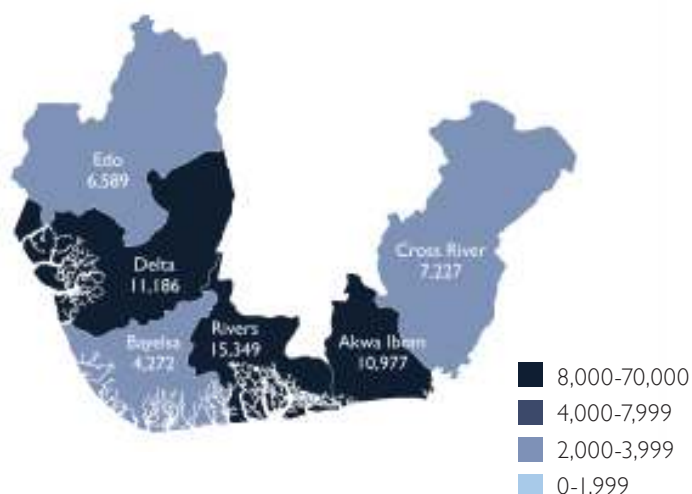 Edo
6,589
Delta
11,186
Bayelsa
4,272
Rivers
15,349
Akwa Ibom
10,977
Cross River
7,227
8,000-70,000
4,000-7,999
2,000-3,999
0-1,999